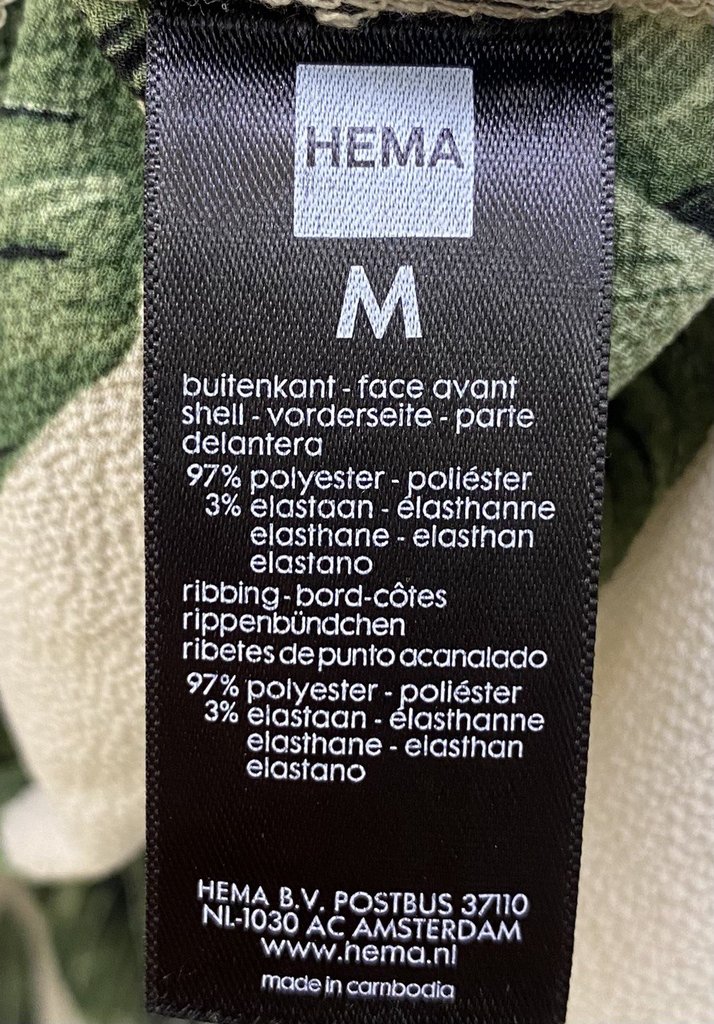 HEMA
M
buitenkant - face avant
shell - vorderseite - parte
delantera
97% polyester - poliéster
3% elastaan - élasthanne
elasthane - elasthan
elastano
ribbing - bord-côtes
rippenbündchen
ribetes de punto acanalado
97% polyester - poliéster
3% elastaan - élasthanne
elasthane - elasthan
elastano
HEMA B.V. POSTBUS 37110
NL-1030 AC AMSTERDAM
www.hema.nl
made in cambodia